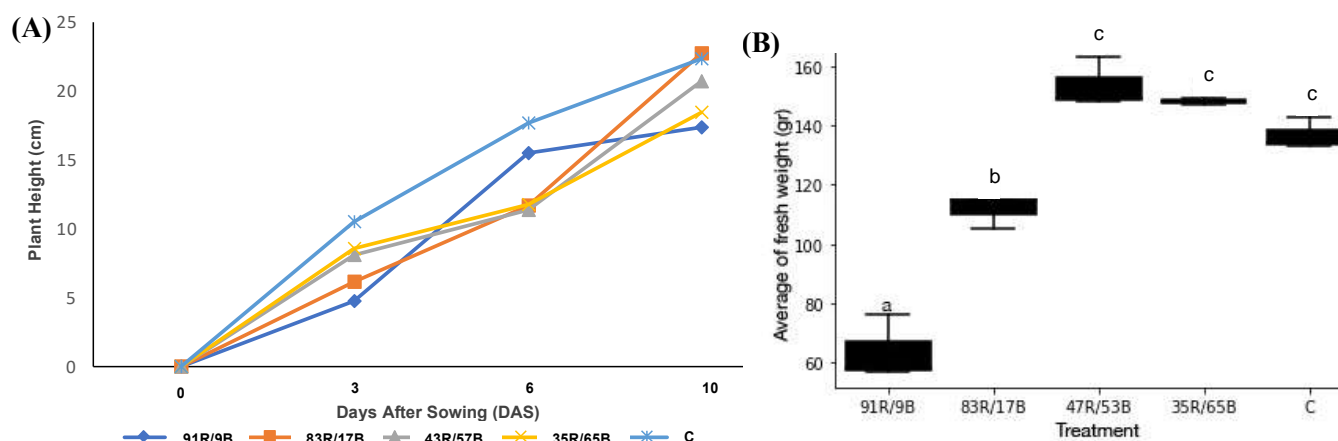 (A)
Plant Height (cm)
25
20
15
10
5
0
0 3 6 10
Days After Sowing (DAS)
91R/9B 83R/17B 43R/57B 35R/65B C
(B)
Average of fresh weight (gr)
160
140
120
100
80
60
a
b
c
c
c
91R/9B 83R/17B 47R/53B 35R/65B C
Treatment